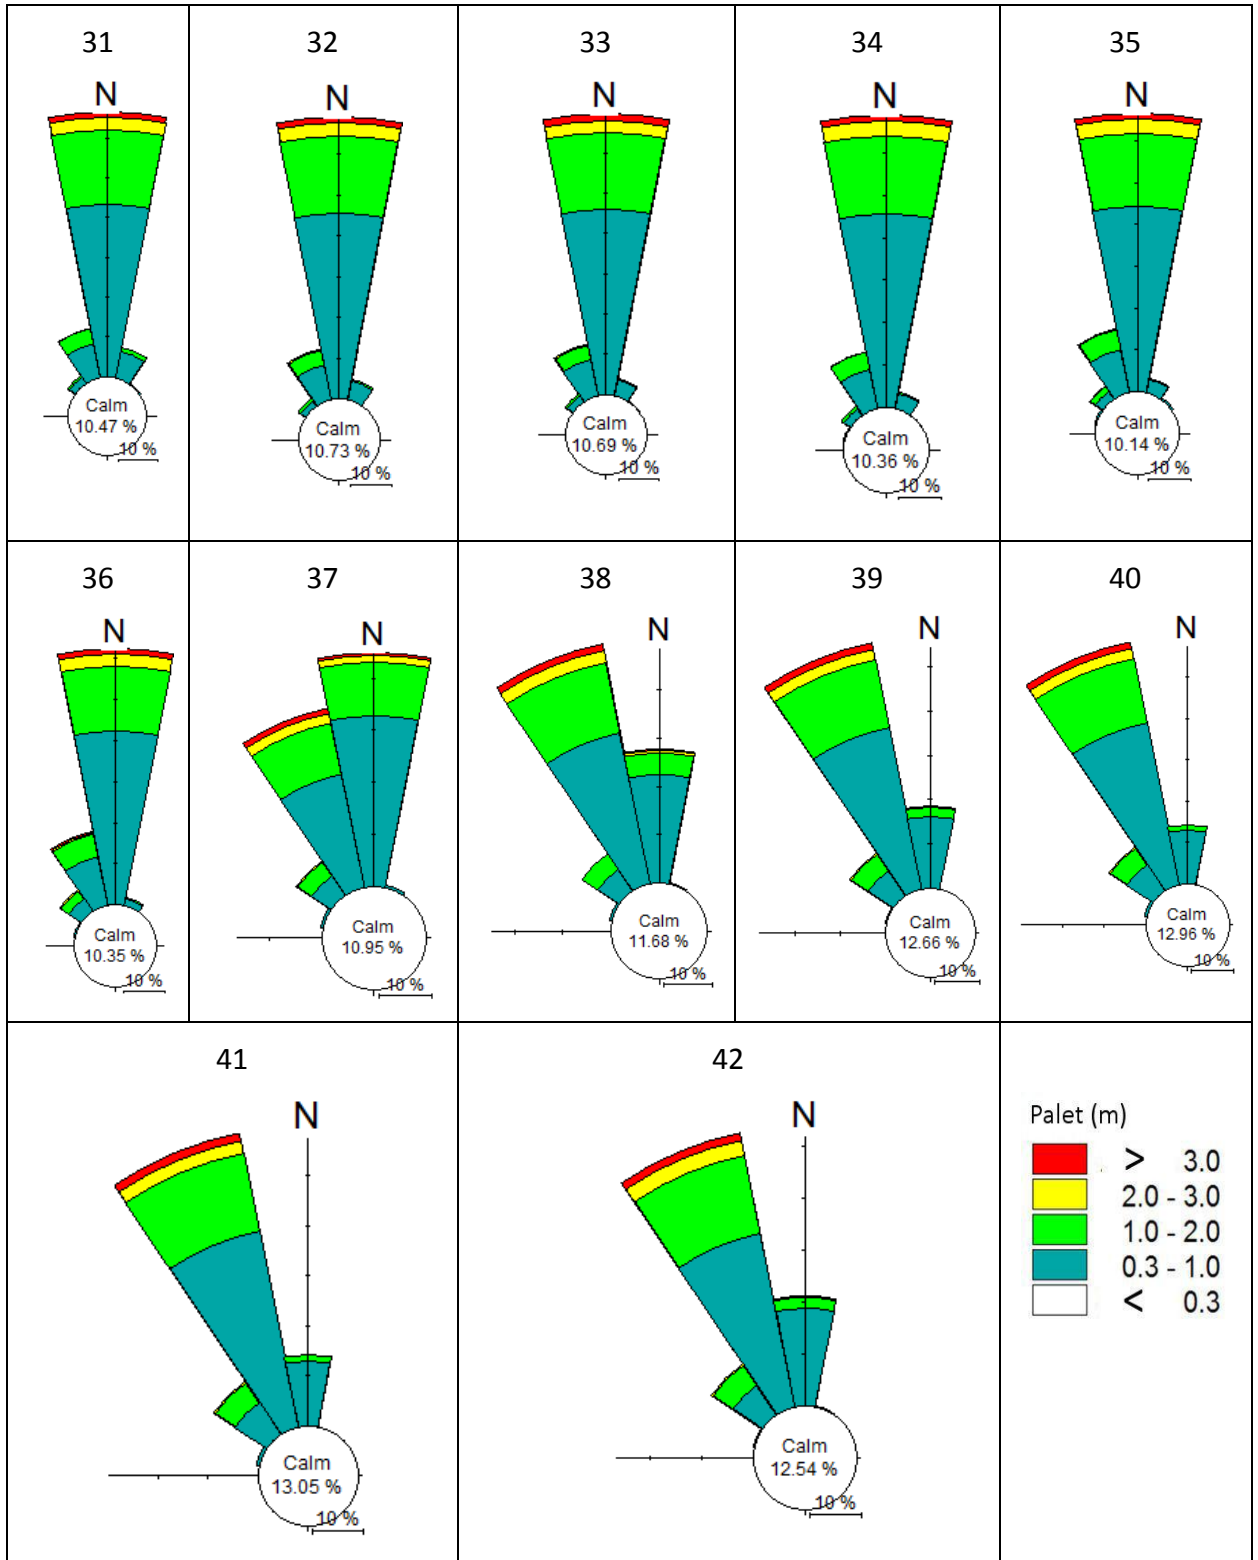 31
N
Calm
10.47 %
10 %
32
N
Calm
10.73 %
10 %
33
N
Calm
10.69 %
10 %
34
N
Calm
10.36 %
10 %
35
N
Calm
10.14 %
10 %
36
N
Calm
10.35 %
10 %
37
N
Calm
10.95 %
10 %
38
N
Calm
11.68 %
10 %
39
N
Calm
12.66 %
10 %
40
N
Calm
12.96 %
10 %
41
N
Calm
13.05 %
10 %
42
N
Calm
12.54 %
10 %
Palet (m)
> 3.0
2.0 - 3.0
1.0 - 2.0
0.3 - 1.0
< 0.3